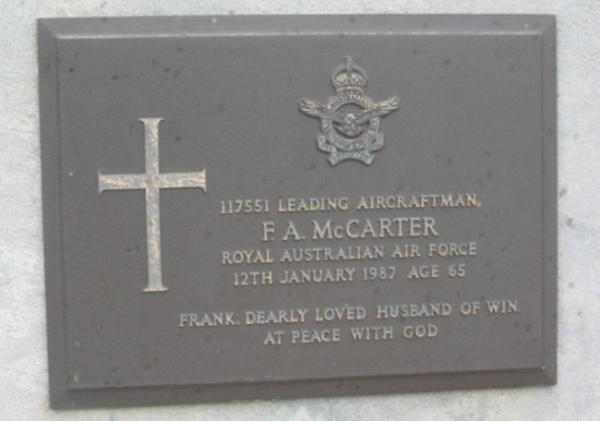 117551 LEADING AIRCRAFTMAN
F. A. McCARTER
ROYAL AUSTRALIAN AIR FORCE
12TH JANUARY 1987 AGE 65
FRANK, DEARLY LOVED HUSBAND OF WIN.
AT PEACE WITH GOD